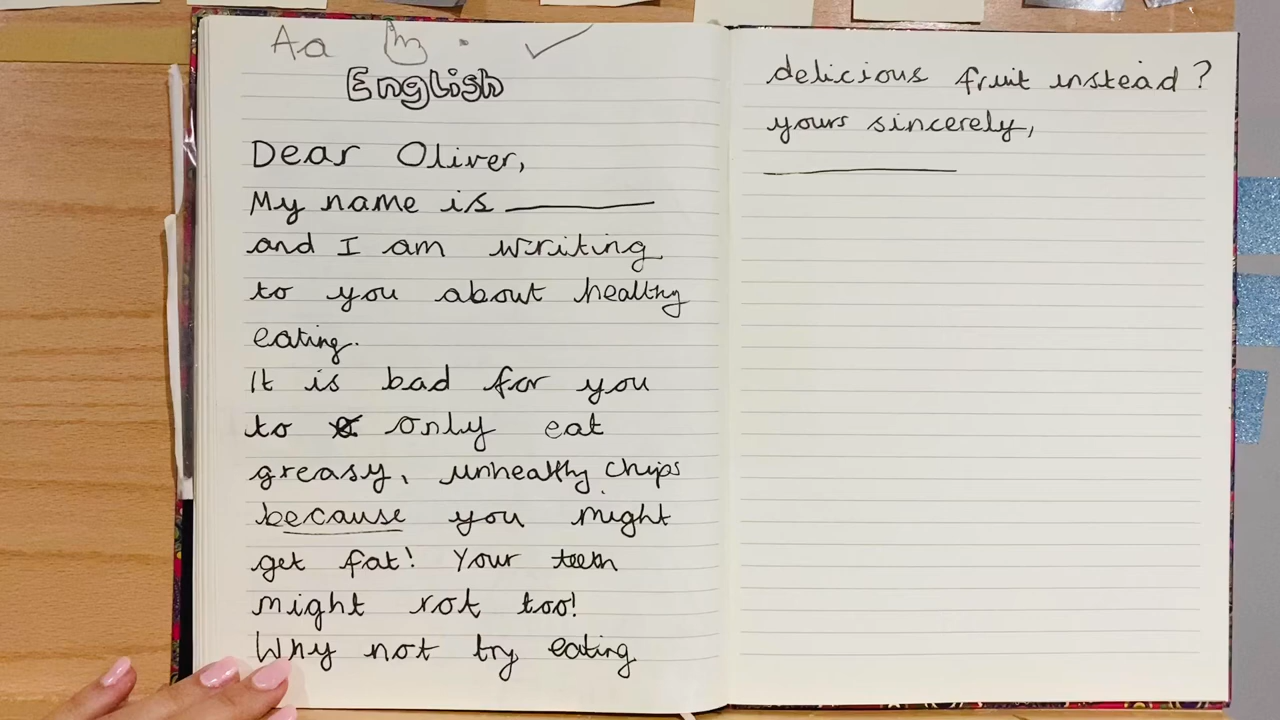 Aa
English
Dear Oliver,
My name is
and I am writing
to you about healthy
eating.
It is bad for you
to only eat
greasy, unhealthy chips
because you might
get fat! Your teeth
might rot too!
Why not try eating
delicious fruit instead?
yours sincerely,